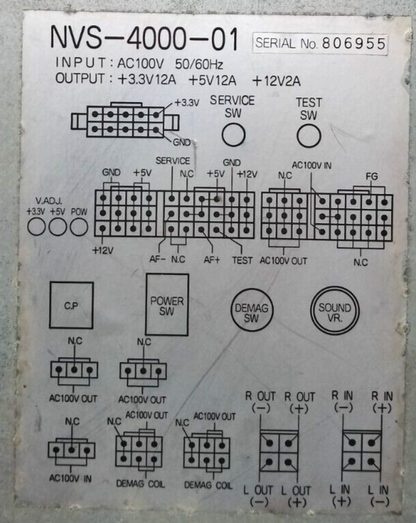 NVS-4000-01 SERIAL No. 806955
INPUT: AC100V 50/60Hz
OUTPUT: +3.3V12A +5V12A +12V2A
+3.3V
GND
SERVICE
SW
TEST
SW
V.ADJ.
+3.3V +5V POW
GND +5V
+12V
SERVICE
N.C
+5V
GND
+12V
AF-
N.C
AF+
TEST
N.C
AC100V OUT
AC100V IN
FG
N.C
C.P
POWER
SW
DEMAG
SW
SOUND
VR.
N.C
AC100V OUT
N.C
AC100V OUT
N.C
AC100V IN
AC100V OUT
N.C
DEMAG COIL
AC100V OUT
N.C
DEMAG COIL
R OUT
(-)
R OUT
(+)
L OUT
(-)
L OUT
(+)
R IN
(-)
R IN
(+)
L IN
(+)
L IN
(-)